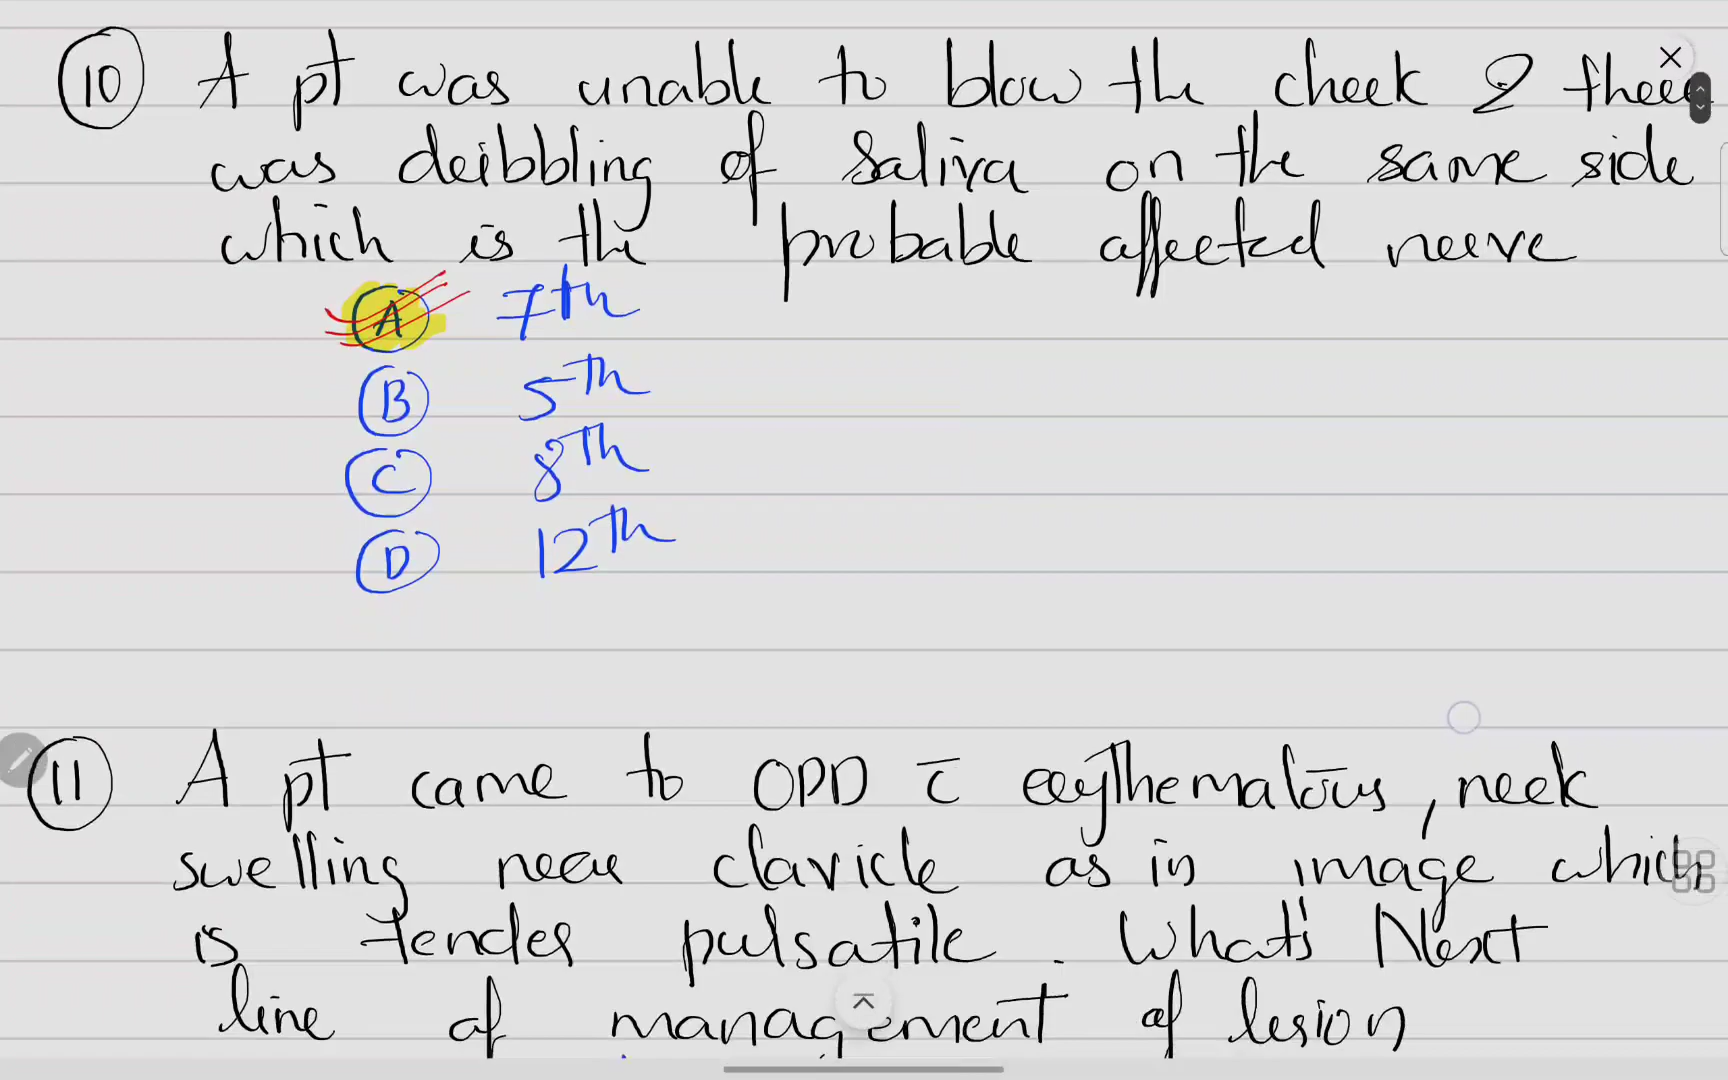 10 A pt was unable to blow the cheek & there
was dribbling of saliva on the same side
which is the probable affected nerve
A 7th
B 5th
C 8th
D 12th
11 A pt came to OPD c̄ erythematous, neck
swelling near clavicle as in image which
is tender pulsatile. What's Next
line of management of lesion